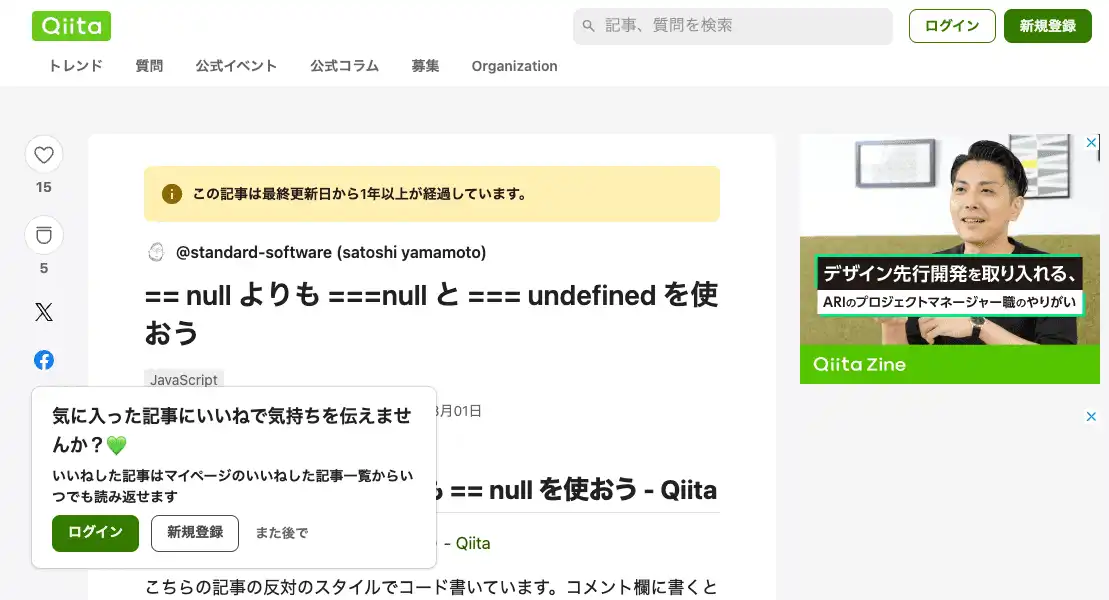 Qiita
記事、質問を検索
ログイン
新規登録
トレンド 質問 公式イベント 公式コラム 募集 Organization
15
5
この記事は最終更新日から1年以上が経過しています。
@standard-software (satoshi yamamoto)
== null よりも ===null と === undefined を使
おう
JavaScript
月01日
気に入った記事にいいねで気持ちを伝えませ
んか?💚
いいねした記事はマイページのいいねした記事一覧からい
つでも読み返せます
ログイン 新規登録 また後で
== null を使おう - Qiita
- Qiita
こちらの記事の反対のスタイルでコード書いています。コメント欄に書くと
デザイン先行開発を取り入れる、
ARIのプロジェクトマネージャー職のやりがい
Qiita Zine